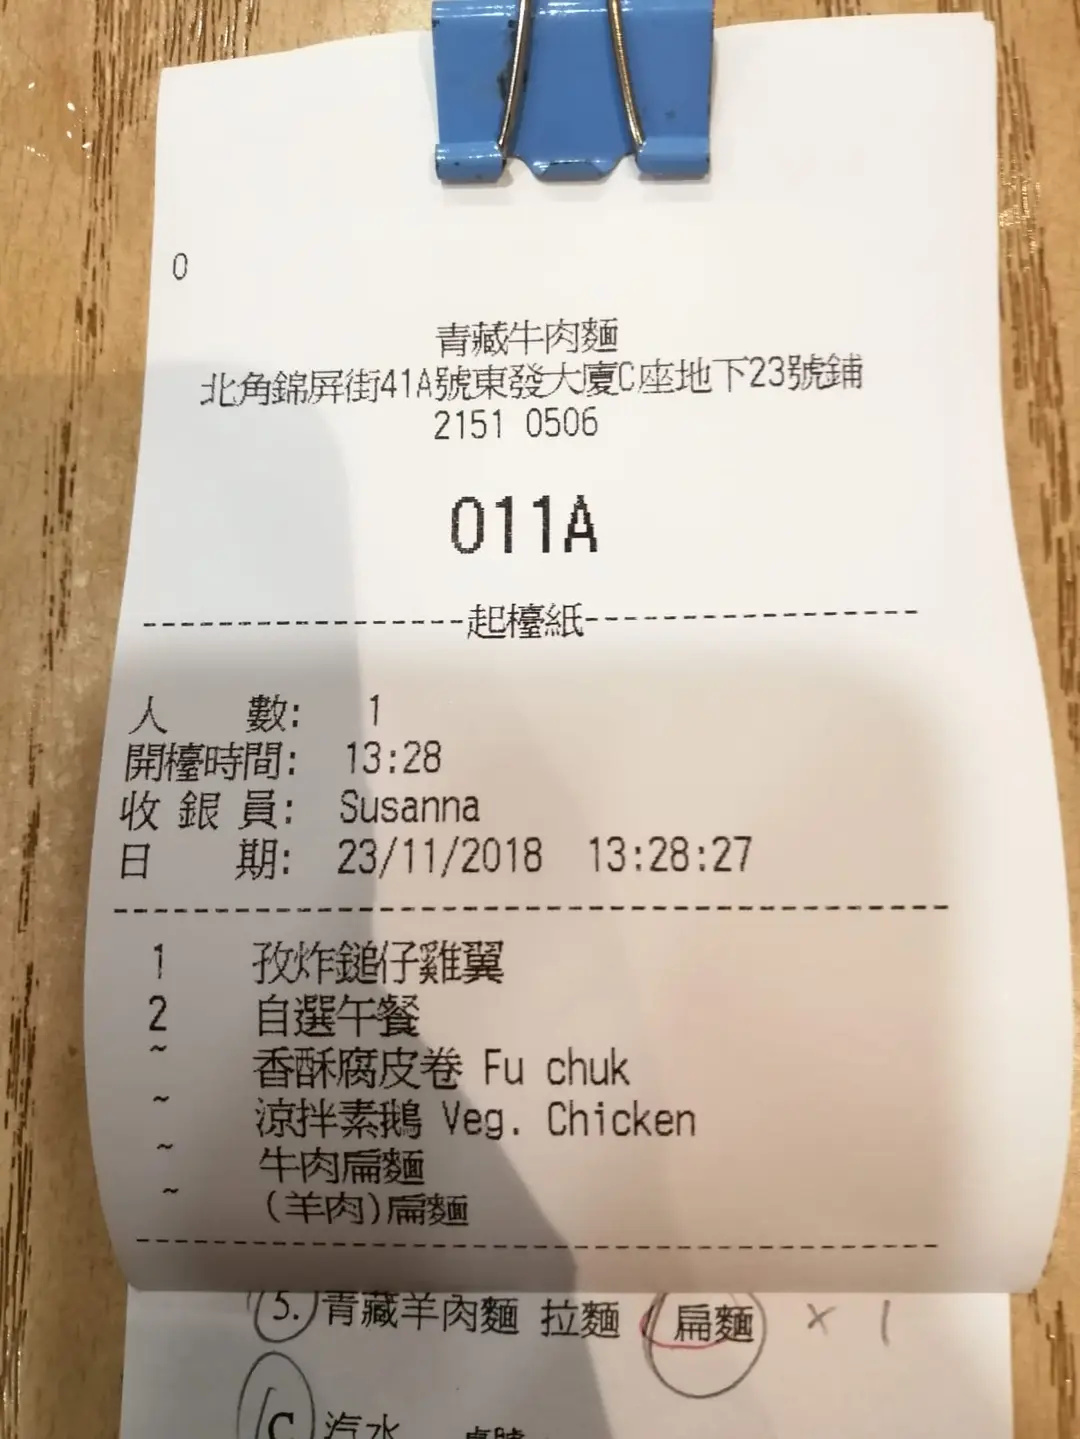 0
青藏牛肉麵
北角錦屏街41A號東發大廈C座地下23號鋪
2151 0506
011A
----------------起檯紙----------------
人 數: 1
開檯時間: 13:28
收銀員: Susanna
日 期: 23/11/2018 13:28:27
1 孜炸鎚仔雞翼
2 自選午餐
~ 香酥腐皮卷 Fu chuk
~ 涼拌素鵝 Veg. Chicken
~ 牛肉扁麵
~ (羊肉)扁麵
5. 青藏羊肉麵 拉麵 / 扁麵 x 1
C 汽水